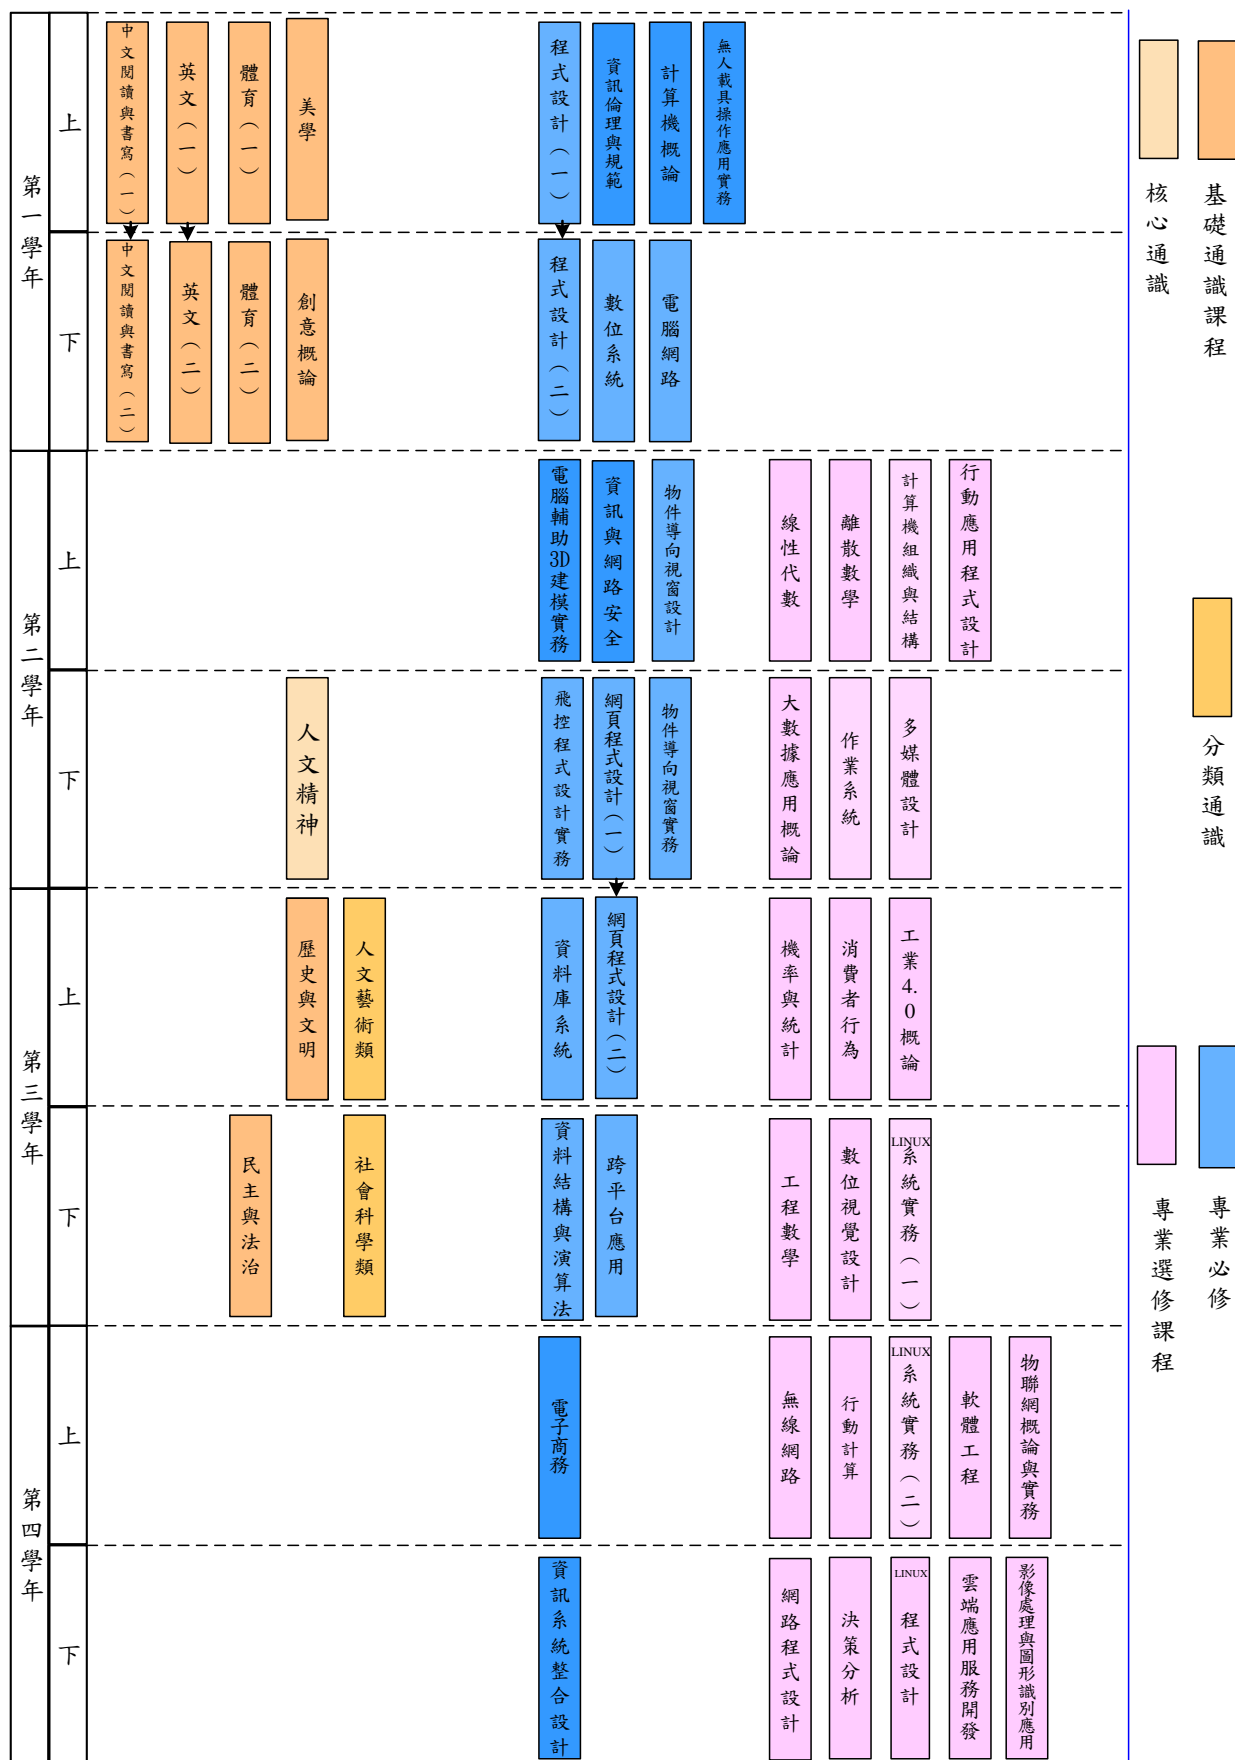 第一學年
上
中文閱讀與書寫（一）
英文（一）
體育（一）
美學
程式設計（一）
資訊倫理與規範
計算機概論
無人載具操作應用實務
下
中文閱讀與書寫（二）
英文（二）
體育（二）
創意概論
程式設計（二）
數位系統
電腦網路
第二學年
上
電腦輔助3D建模實務
資訊與網路安全
物件導向視窗設計
線性代數
離散數學
計算機組織與結構
行動應用程式設計
下
人文精神
飛控程式設計實務
網頁程式設計（一）
物件導向視窗實務
大數據應用概論
作業系統
多媒體設計
第三學年
上
歷史與文明
人文藝術類
資料庫系統
網頁程式設計（二）
機率與統計
消費者行為
工業4.0概論
下
民主與法治
社會科學類
資料結構與演算法
跨平台應用
工程數學
數位視覺設計
LINUX系統實務（一）
第四學年
上
電子商務
無線網路
行動計算
LINUX系統實務（二）
軟體工程
物聯網概論與實務
下
資訊系統整合設計
網路程式設計
決策分析
LINUX程式設計
雲端應用服務開發
影像處理與圖形識別應用
核心通識
基礎通識課程
分類通識
專業選修課程
專業必修